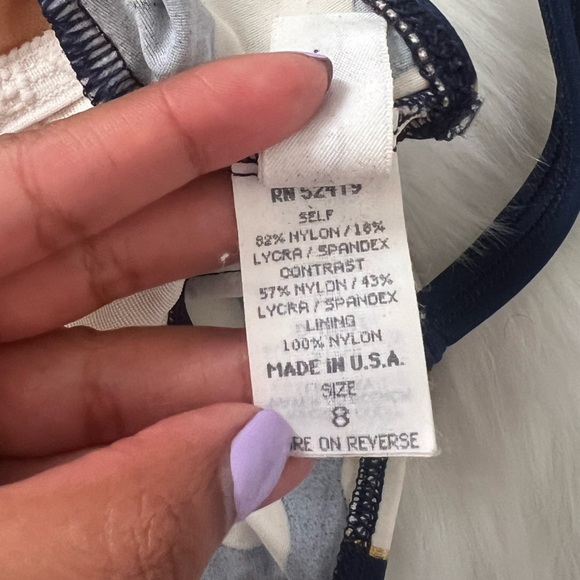 RN 52419
SELF
82% NYLON / 18%
LYCRA / SPANDEX
CONTRAST
57% NYLON / 43%
LYCRA / SPANDEX
LINING
100% NYLON
MADE IN U.S.A.
SIZE
8
RE ON REVERSE